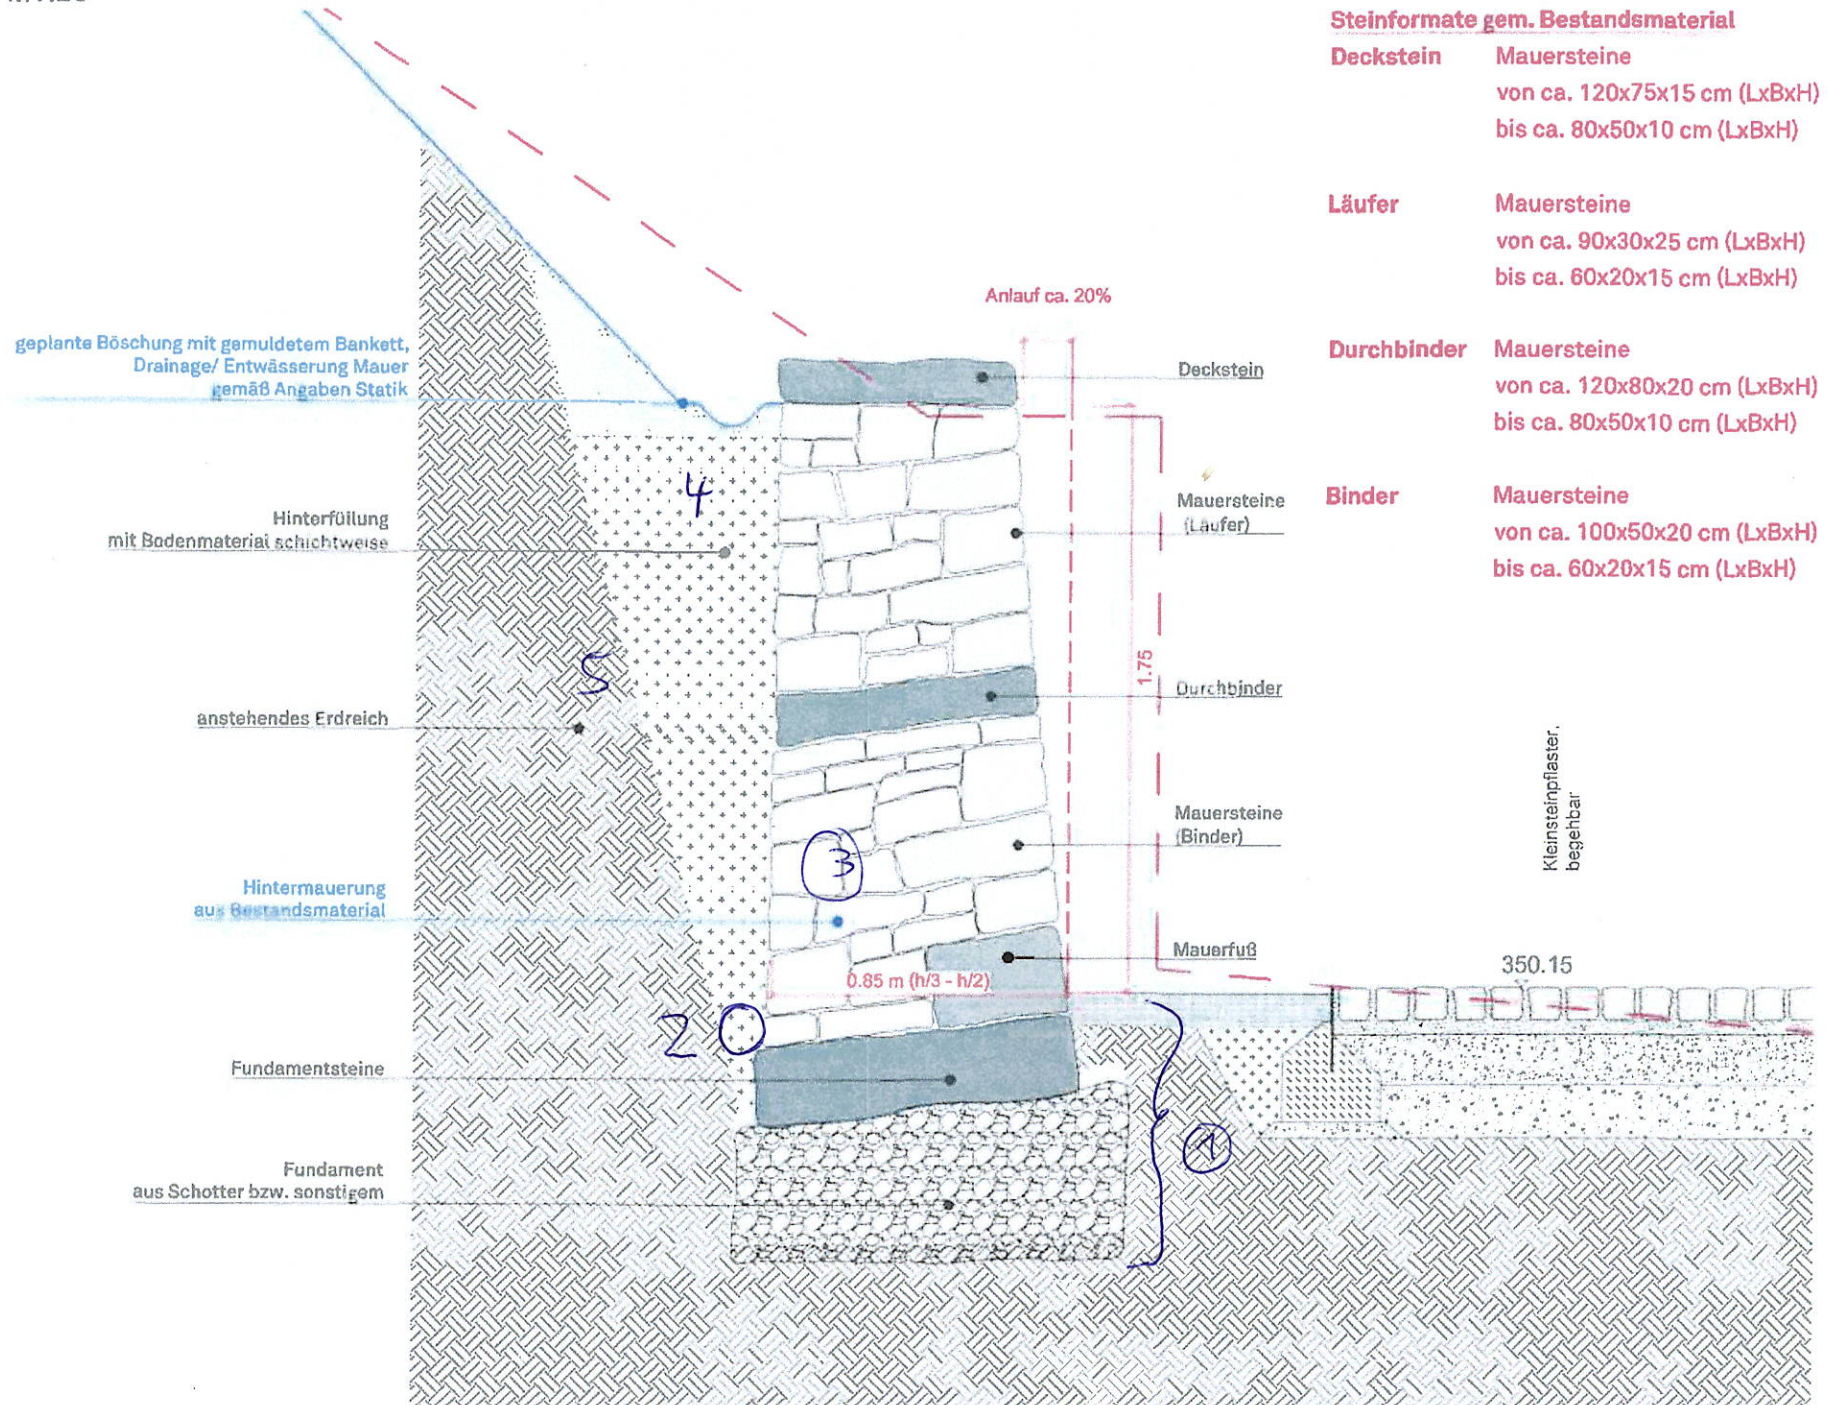 Steinformate gem. Bestandsmaterial
Deckstein Mauersteine
von ca. 120x75x15 cm (LxBxH)
bis ca. 80x50x10 cm (LxBxH)
Läufer Mauersteine
von ca. 90x30x25 cm (LxBxH)
bis ca. 60x20x15 cm (LxBxH)
Durchbinder Mauersteine
von ca. 120x80x20 cm (LxBxH)
bis ca. 80x50x10 cm (LxBxH)
Binder Mauersteine
von ca. 100x50x20 cm (LxBxH)
bis ca. 60x20x15 cm (LxBxH)
Anlauf ca. 20%
geplante Böschung mit gemuldetem Bankett,
Drainage/ Entwässerung Mauer
gemäß Angaben Statik
Hinterfüllung
mit Bodenmaterial schichtweise
anstehendes Erdreich
Hintermauerung
aus Bestandsmaterial
Fundamentsteine
Fundament
aus Schotter bzw. sonstigem
4
5
3
2
1
0.85 m (h/3 - h/2)
1.75
Deckstein
Mauersteine
(Läufer)
Durchbinder
Mauersteine
(Binder)
Mauerfuß
Kleinsteinpflaster,
begehbar
350.15